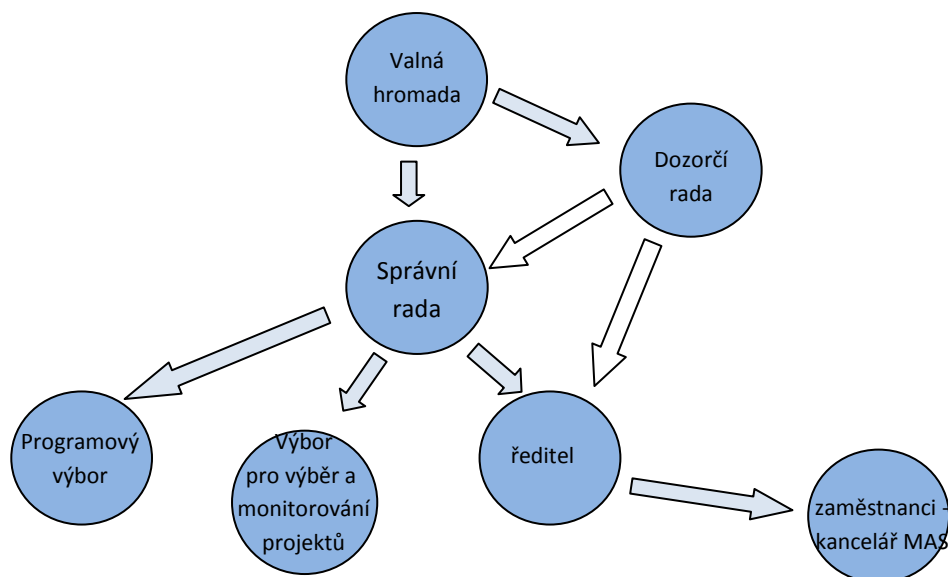 Valná
hromada
Dozorčí
rada
Správní
rada
Programový
výbor
Výbor
pro výběr a
monitorování
projektů
ředitel
zaměstnanci -
kancelář MAS